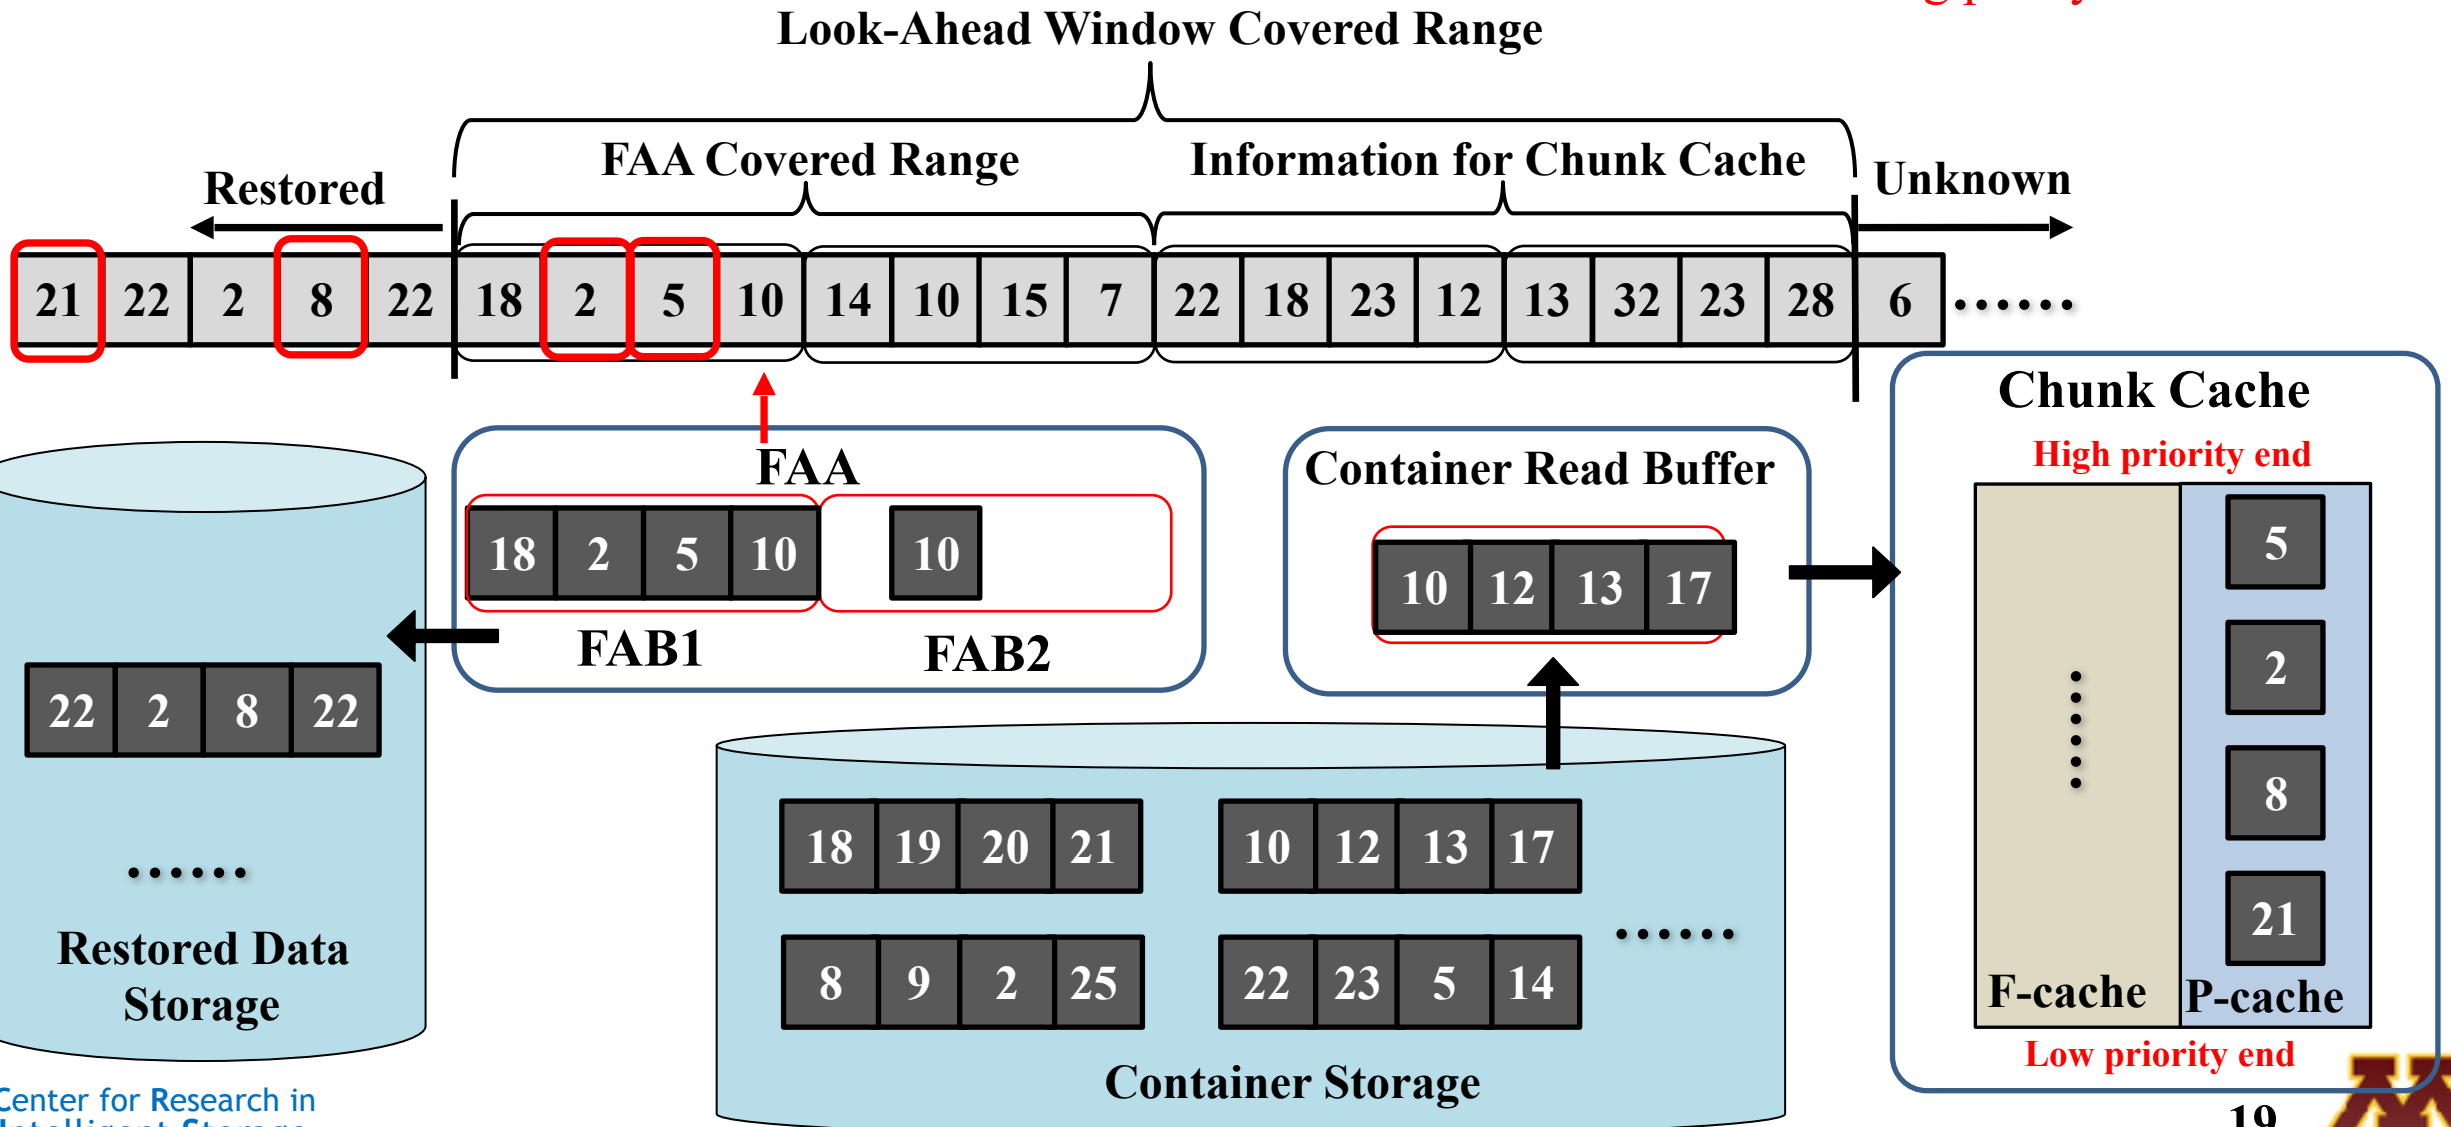 Look-Ahead Window Covered Range
FAA Covered Range
Information for Chunk Cache
Restored
Unknown
21 22 2 8 22 18 2 5 10 14 10 15 7 22 18 23 12 13 32 23 28 6 ......
Chunk Cache
High priority end
FAA
18 2 5 10 10
FAB1 FAB2
Container Read Buffer
10 12 13 17
5
2
8
21
F-cache P-cache
Low priority end
22 2 8 22
......
Restored Data
Storage
18 19 20 21 10 12 13 17
8 9 2 25 22 23 5 14
......
Container Storage
Center for Research in
Intelligent Storage
19